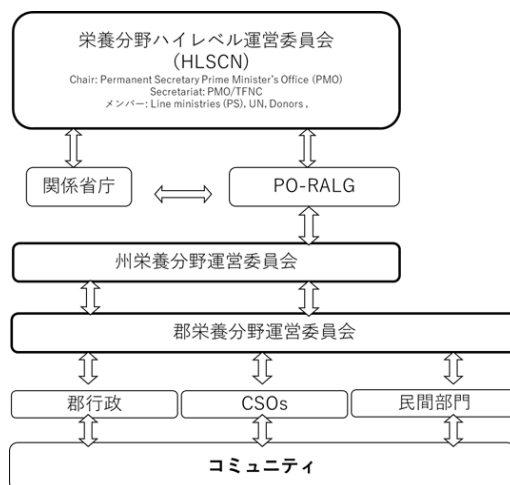 栄養分野ハイレベル運営委員会
(HLSCN)
Chair: Permanent Secretary Prime Minister's Office (PMO)
Secretariat: PMO/TFNC
メンバー: Line ministries (PS), UN, Donors,
関係省庁
PO-RALG
州栄養分野運営委員会
郡栄養分野運営委員会
郡行政
CSOs
民間部門
コミュニティ